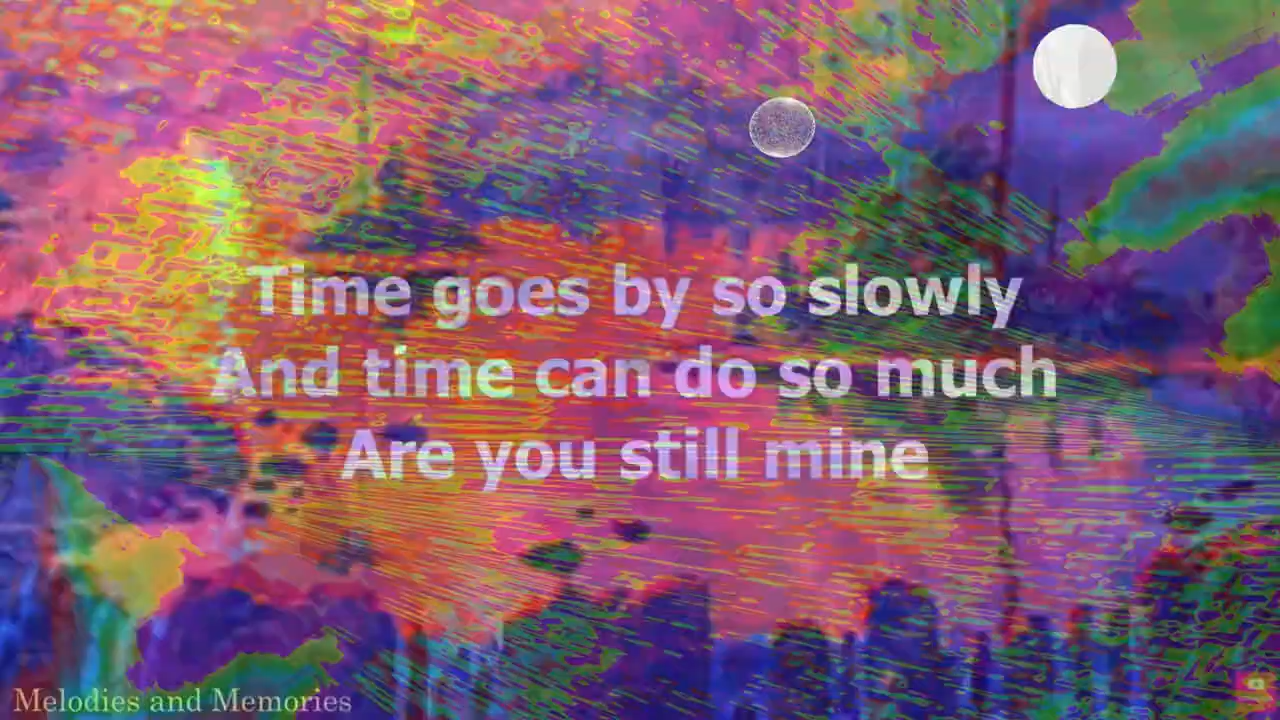 Time goes by so slowly
And time can do so much
Are you still mine
Melodies and Memories